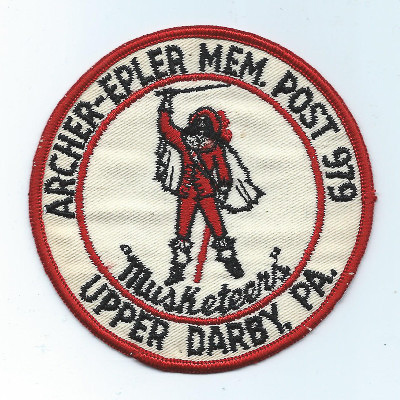 ARCHER-EPLER MEM. POST 979
"Musketeers"
UPPER DARBY, PA.